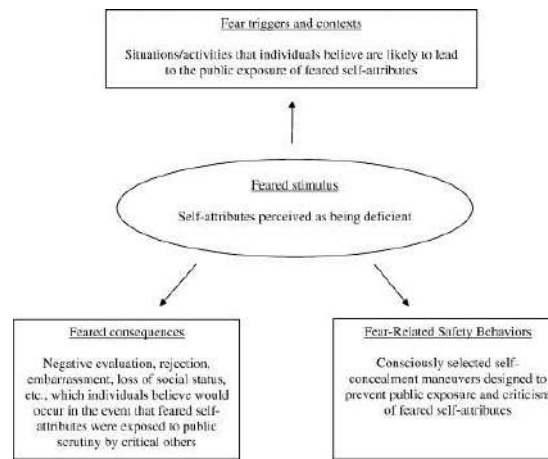 Fear triggers and contexts
Situations/activities that individuals believe are likely to lead
to the public exposure of feared self-attributes
Feared stimulus
Self-attributes perceived as being deficient
Feared consequences
Negative evaluation, rejection,
embarrassment, loss of social status,
etc., which individuals believe would
occur in the event that feared self-
attributes were exposed to public
scrutiny by critical others
Fear-Related Safety Behaviors
Consciously selected self-
concealment maneuvers designed to
prevent public exposure and criticism
of feared self-attributes